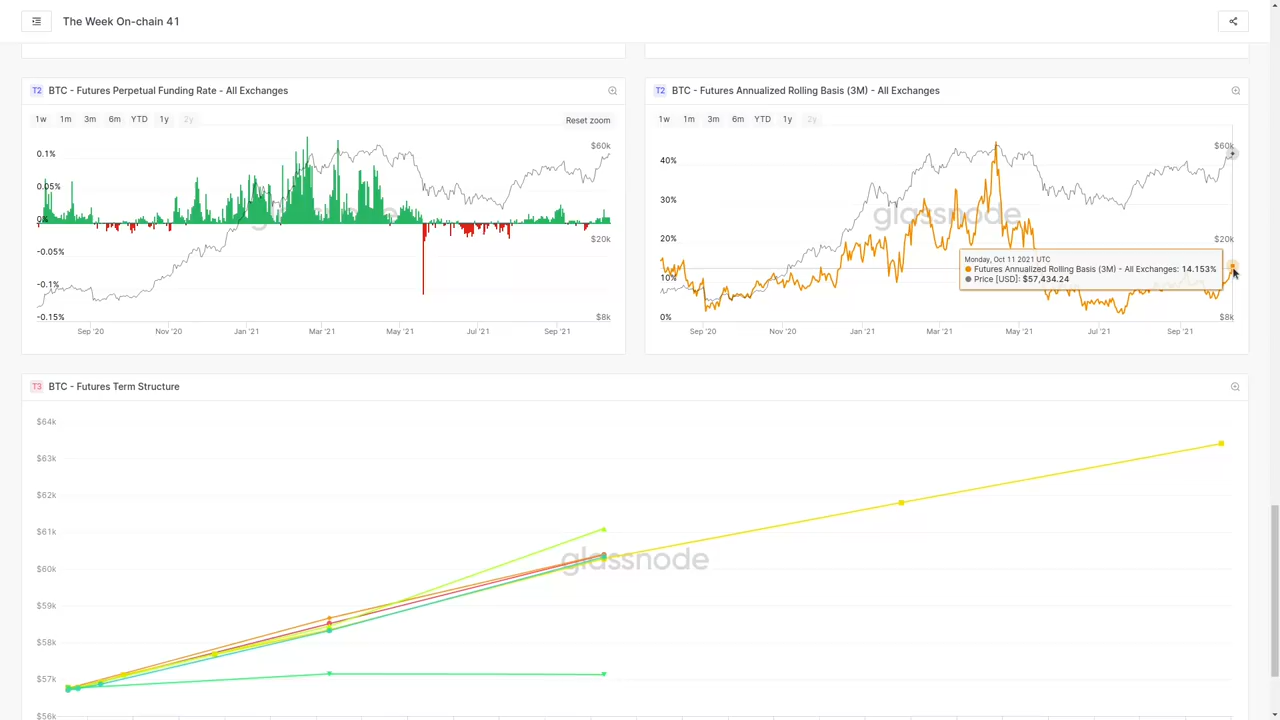 The Week On-chain 41
T2 BTC - Futures Perpetual Funding Rate - All Exchanges
1w 1m 3m 6m YTD 1y 2y
Reset zoom
0.1%
0.05%
0%
-0.05%
-0.1%
-0.15%
$60k
$20k
$8k
glassnode
Sep '20 Nov '20 Jan '21 Mar '21 May '21 Jul '21 Sep '21
T2 BTC - Futures Annualized Rolling Basis (3M) - All Exchanges
1w 1m 3m 6m YTD 1y 2y
40%
30%
20%
10%
0%
$60k
$20k
$8k
glassnode
Monday, Oct 11 2021 UTC
Futures Annualized Rolling Basis (3M) - All Exchanges: 14.153%
Price [USD]: $57,434.24
Sep '20 Nov '20 Jan '21 Mar '21 May '21 Jul '21 Sep '21
T3 BTC - Futures Term Structure
$64k
$63k
$62k
$61k
$60k
$59k
$58k
$57k
$56k
glassnode